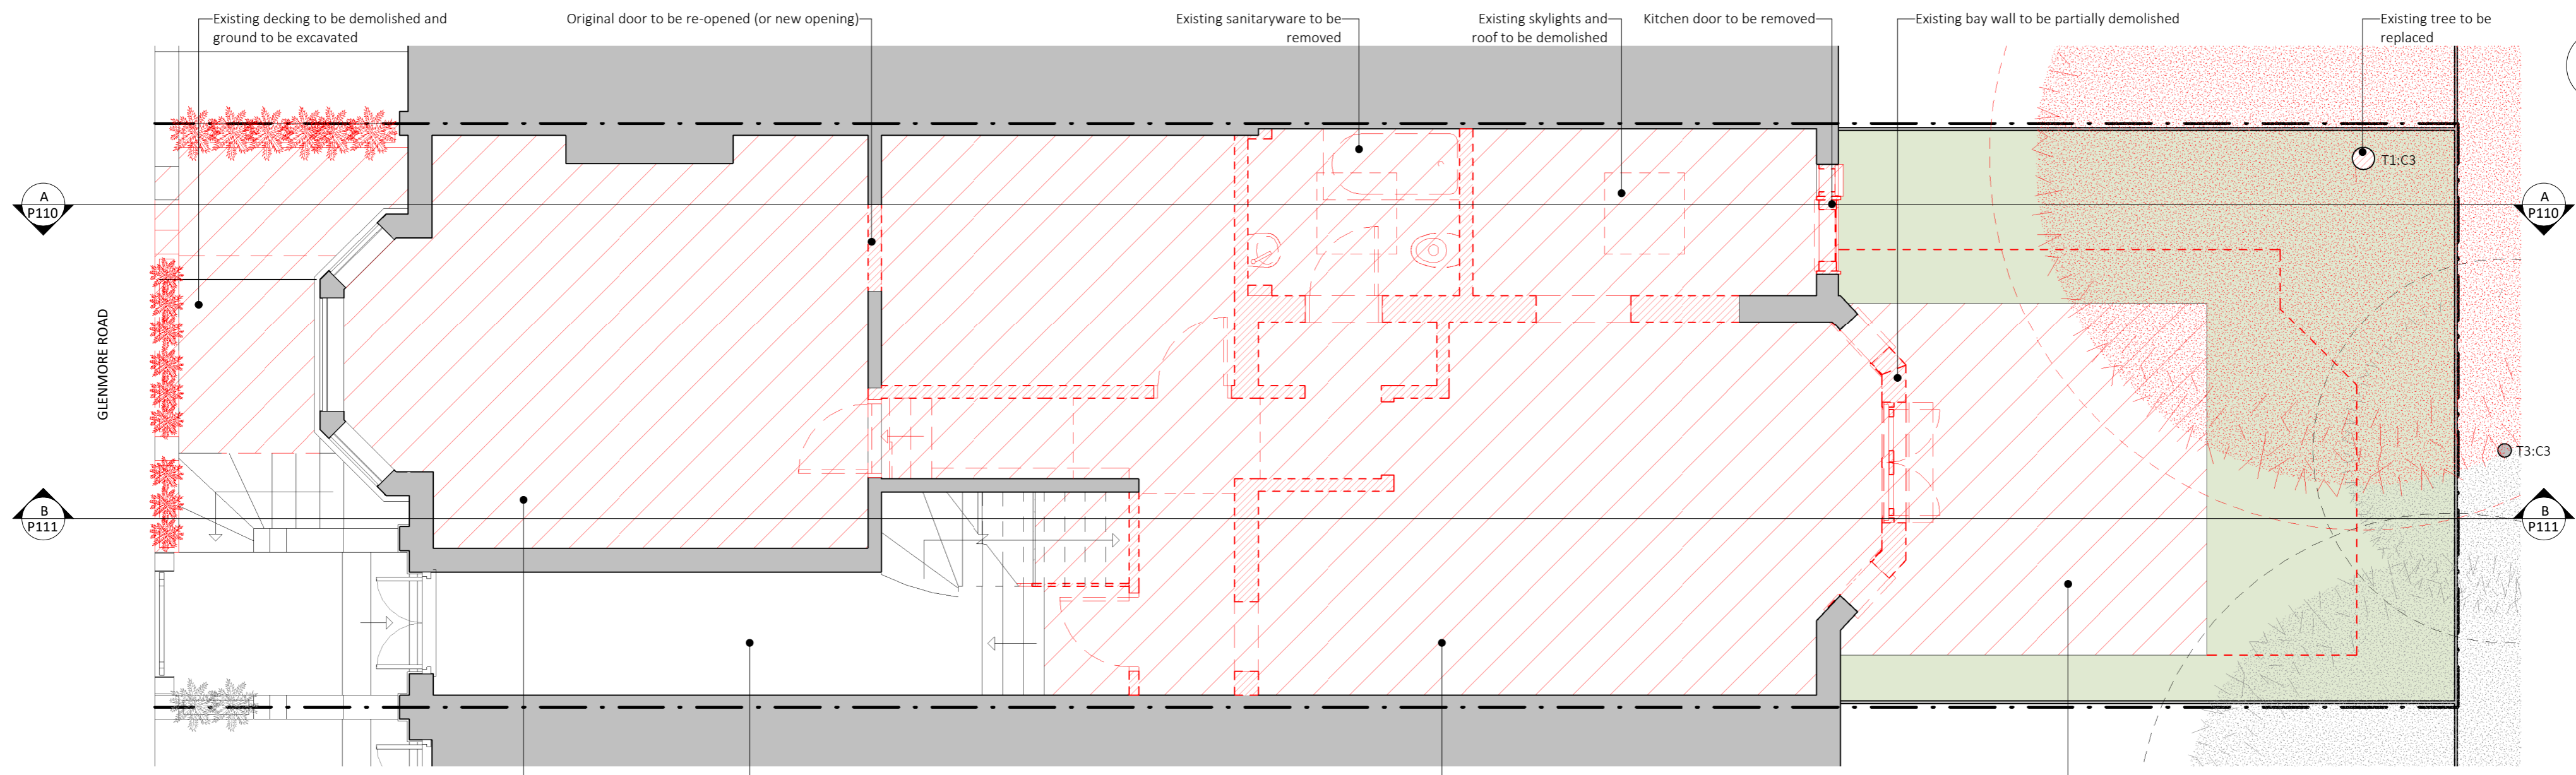 Existing decking to be demolished and
ground to be excavated
Original door to be re-opened (or new opening)
Existing sanitaryware to be
removed
Existing skylights and
roof to be demolished
Kitchen door to be removed
Existing bay wall to be partially demolished
Existing tree to be
replaced
T1:C3
A
P110
A
P110
GLENMORE ROAD
T3:C3
B
P111
B
P111